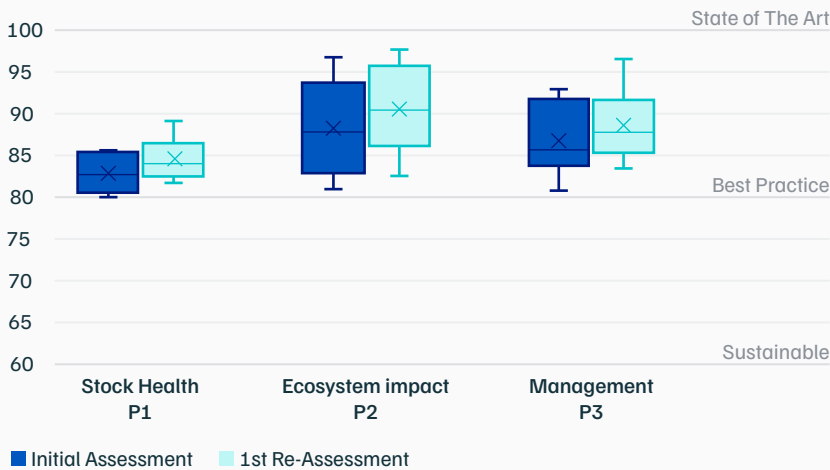 State of The Art
100
95
90
85
80
Best Practice
75
70
65
Sustainable
60
Stock Health
P1
Ecosystem impact
P2
Management
P3
Initial Assessment
1st Re-Assessment